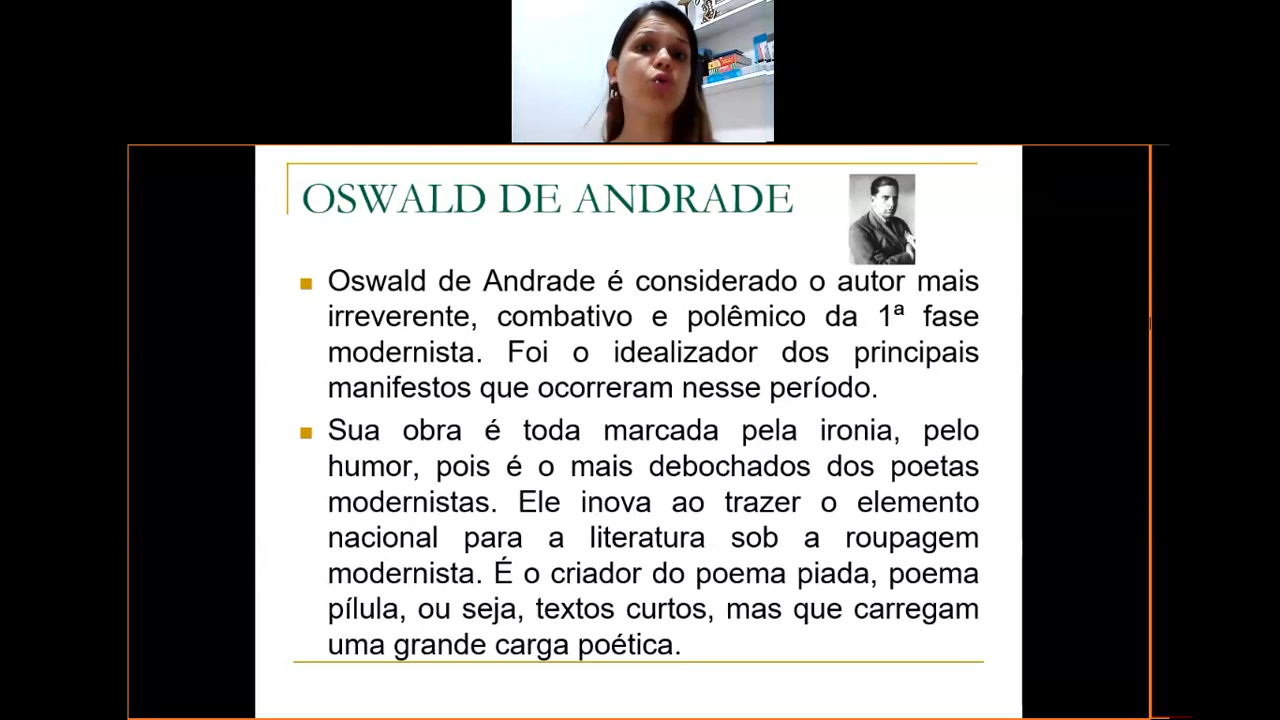 OSWALD DE ANDRADE
Oswald de Andrade é considerado o autor mais
irreverente, combativo e polêmico da 1ª fase
modernista. Foi o idealizador dos principais
manifestos que ocorreram nesse período.
Sua obra é toda marcada pela ironia, pelo
humor, pois é o mais debochados dos poetas
modernistas. Ele inova ao trazer o elemento
nacional para a literatura sob a roupagem
modernista. É o criador do poema piada, poema
pílula, ou seja, textos curtos, mas que carregam
uma grande carga poética.